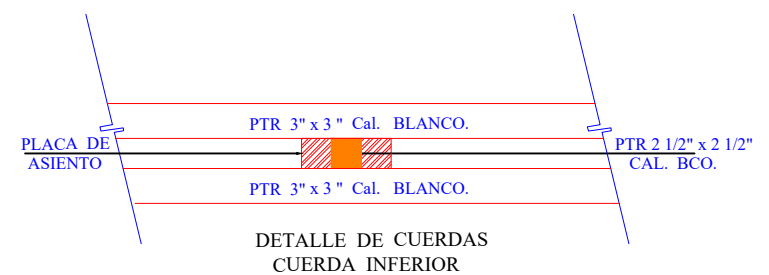 PTR 3" x 3 " Cal. BLANCO.
PLACA DE
ASIENTO
PTR 2 1/2" x 2 1/2"
CAL. BCO.
PTR 3" x 3 " Cal. BLANCO.
DETALLE DE CUERDAS
CUERDA INFERIOR